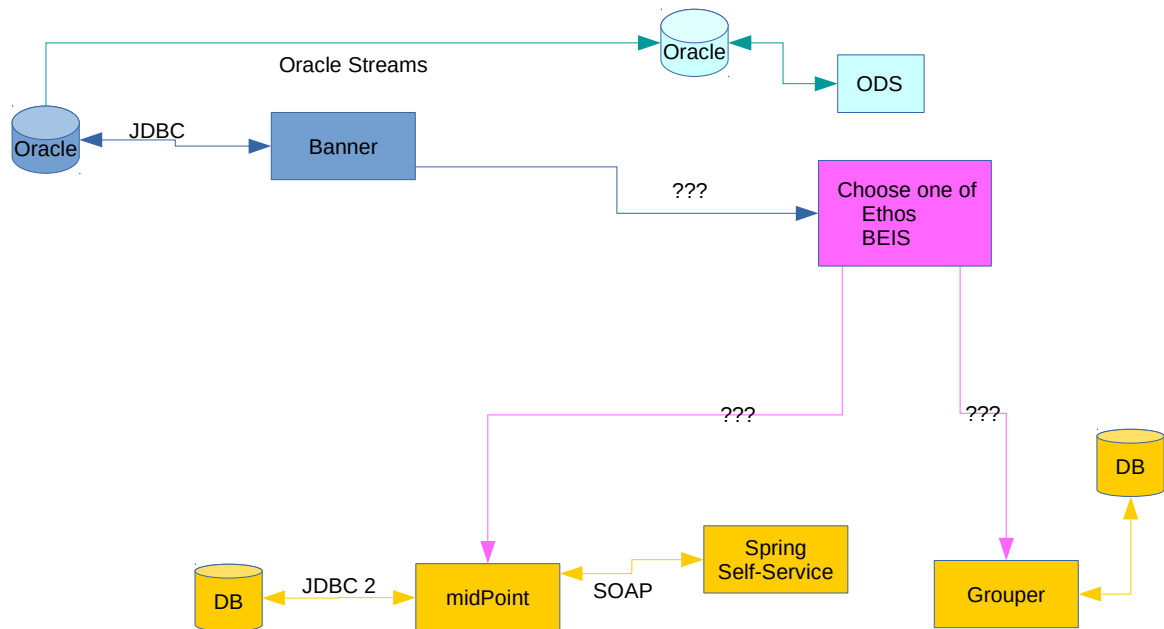 Oracle
Oracle Streams
ODS
JDBC
Oracle
Banner
Choose one of
Ethos
BEIS
???
???
???
DB
Spring
Self-Service
JDBC 2
DB
midPoint
SOAP
Grouper